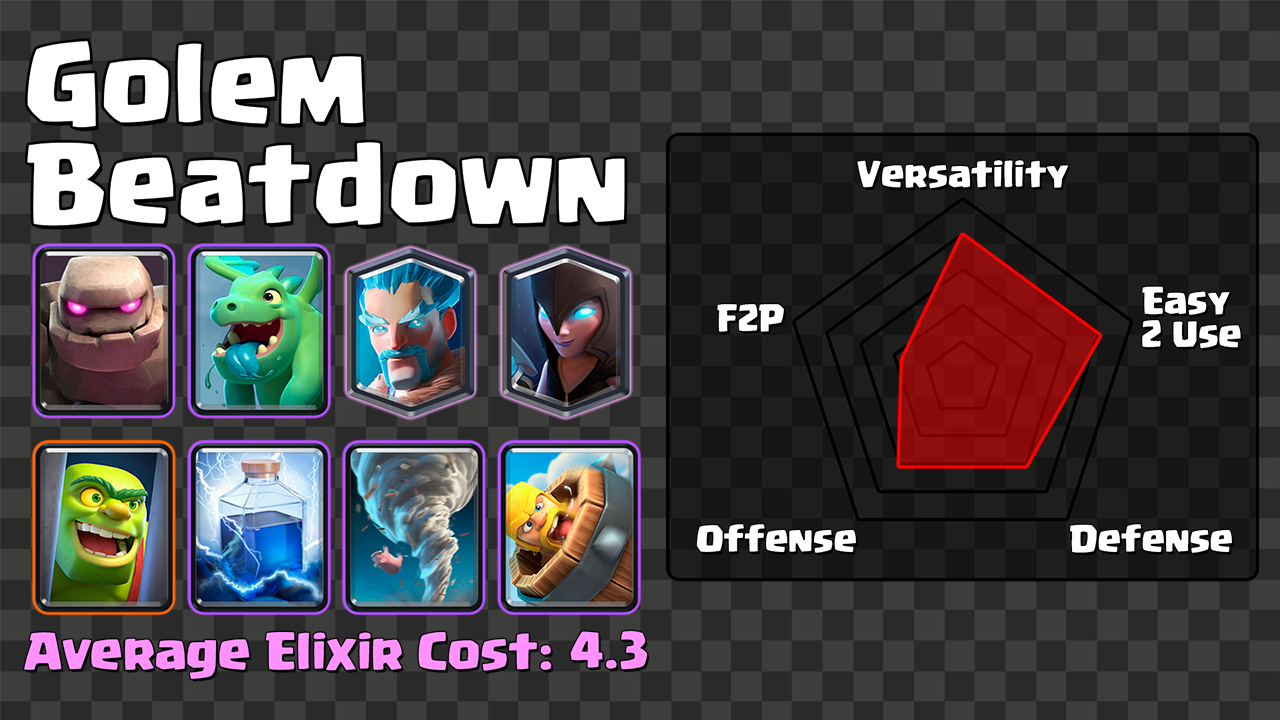 Golem
Beatdown
Versatility
F2P
Easy
2 Use
Offense
Defense
Average Elixir Cost: 4.3